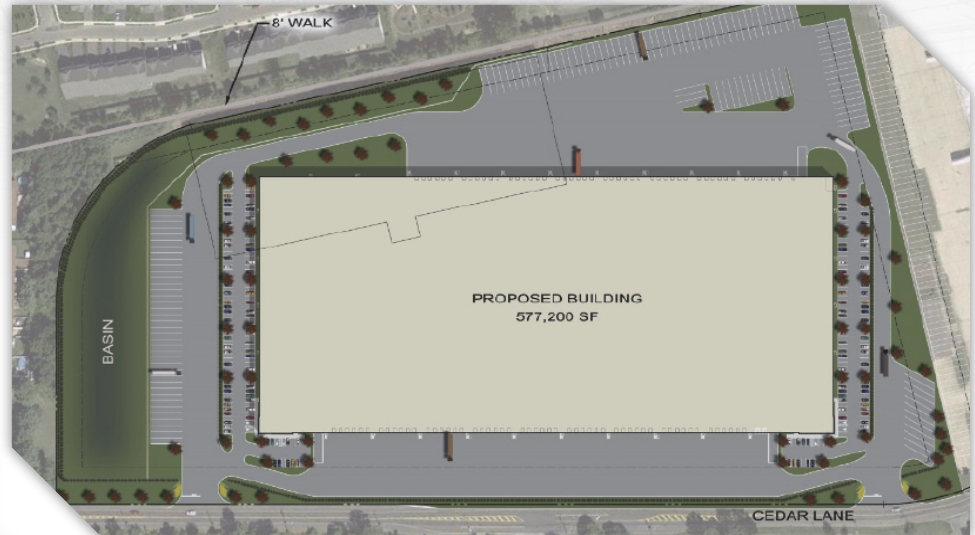 8' WALK
PROPOSED BUILDING
577,200 SF
BASIN
CEDAR LANE